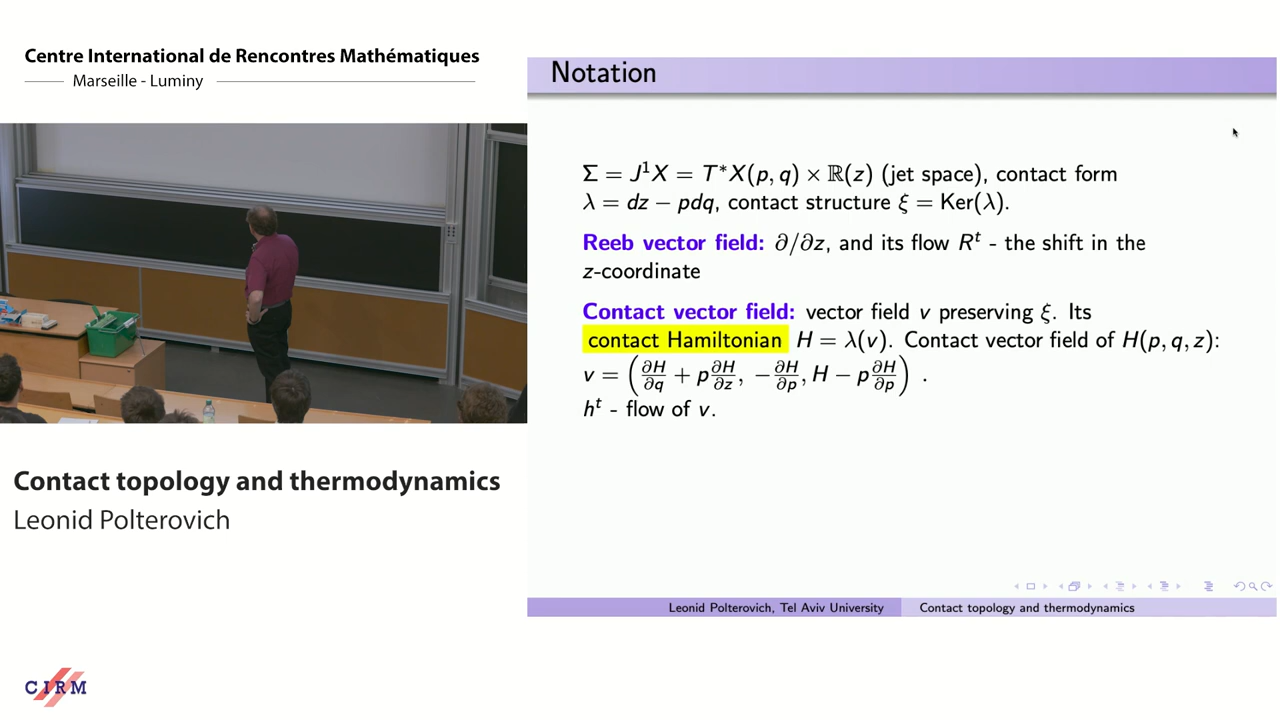 Centre International de Rencontres Mathématiques
Marseille - Luminy
Notation
Σ = J¹X = T*X(p, q) × ℝ(z) (jet space), contact form
λ = dz − pdq, contact structure ξ = Ker(λ).
Reeb vector field: ∂/∂z, and its flow Rᵗ - the shift in the
z-coordinate
Contact vector field: vector field v preserving ξ. Its
contact Hamiltonian H = λ(v). Contact vector field of H(p, q, z):
v = (∂H/∂q + p∂H/∂z, −∂H/∂p, H − p∂H/∂p) .
hᵗ - flow of v.
Contact topology and thermodynamics
Leonid Polterovich
Leonid Polterovich, Tel Aviv University
Contact topology and thermodynamics
CIRM